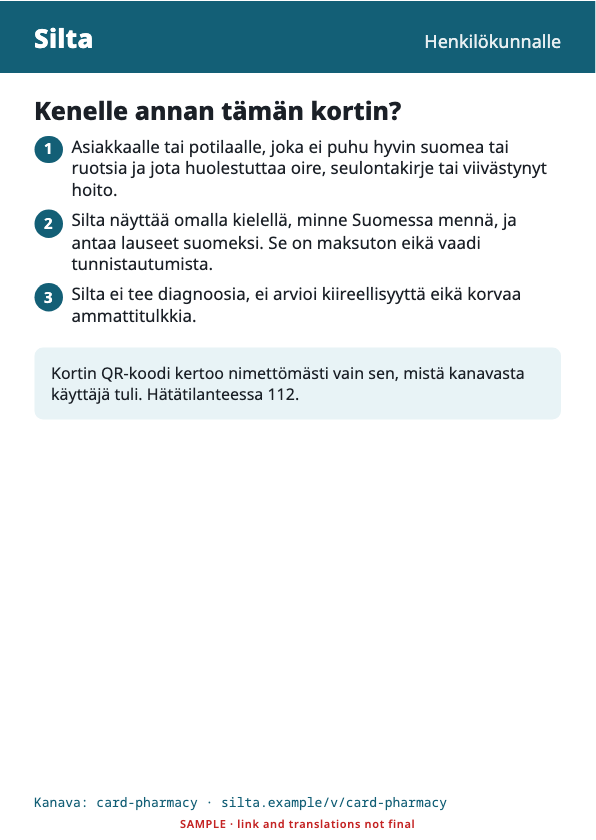 Silta
Henkilökunnalle
Kenelle annan tämän kortin?
1 Asiakkaalle tai potilaalle, joka ei puhu hyvin suomea tai
ruotsia ja jota huolestuttaa oire, seulontakirje tai viivästynyt
hoito.
2 Silta näyttää omalla kielellä, minne Suomessa mennä, ja
antaa lauseet suomeksi. Se on maksuton eikä vaadi
tunnistautumista.
3 Silta ei tee diagnoosia, ei arvioi kiireellisyyttä eikä korvaa
ammattitulkkia.
Kortin QR-koodi kertoo nimettömästi vain sen, mistä kanavasta
käyttäjä tuli. Hätätilanteessa 112.
Kanava: card-pharmacy · silta.example/v/card-pharmacy
SAMPLE · link and translations not final